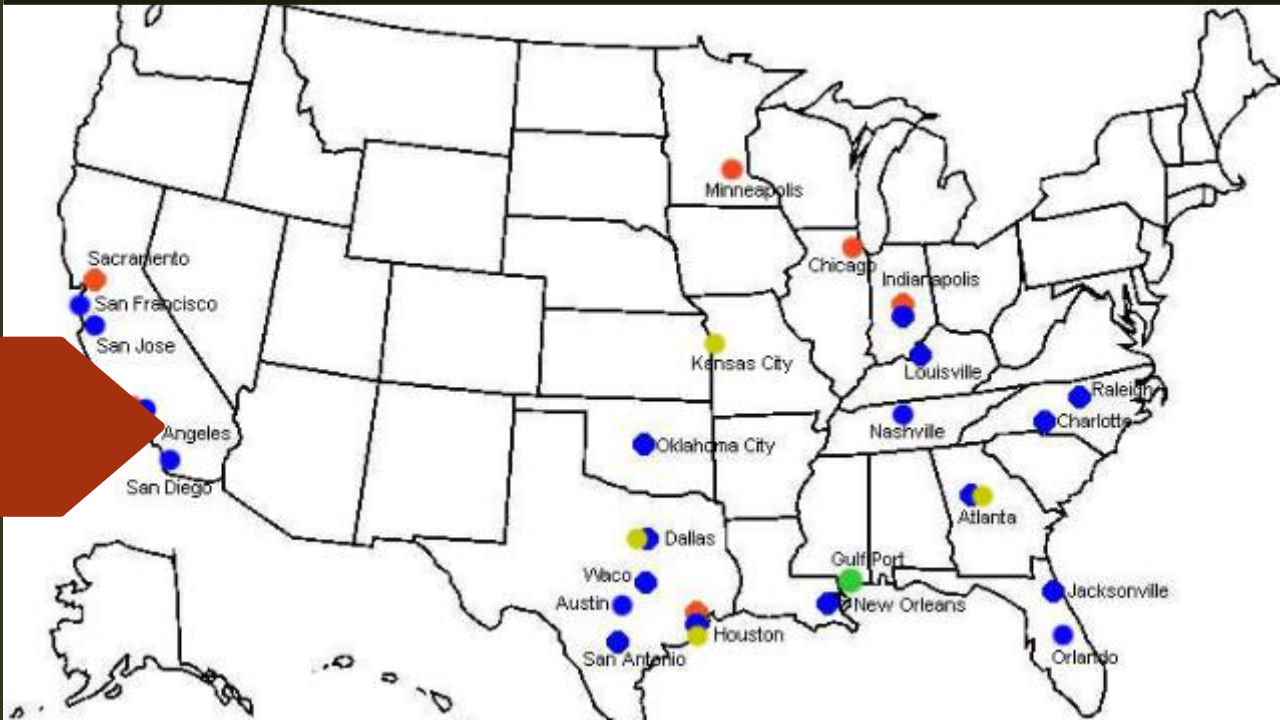 Minneapolis
Sacramento
Chicago
Indianapolis
San Francisco
San Jose
Kansas City
Louisville
Raleigh
Angeles
Nashville
Charlotte
Oklahoma City
San Diego
Atlanta
Dallas
Gulf Port
Waco
Austin
New Orleans
Jacksonville
Houston
San Antonio
Orlando